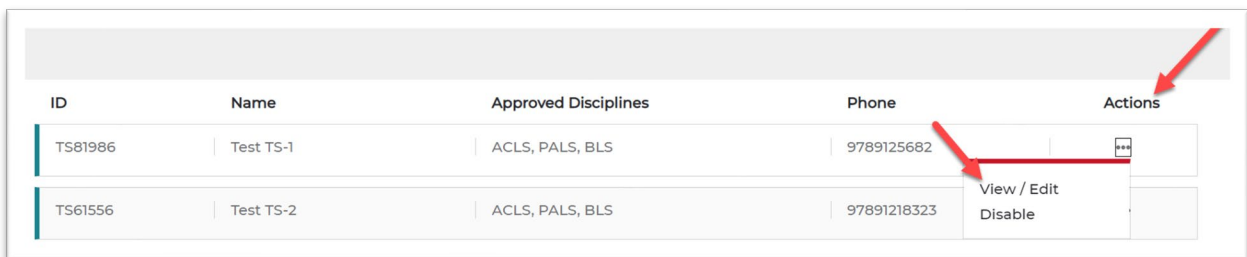 ID Name Approved Disciplines Phone Actions
TS81986 Test TS-1 ACLS, PALS, BLS 9789125682
View / Edit
TS61556 Test TS-2 ACLS, PALS, BLS 97891218323
Disable